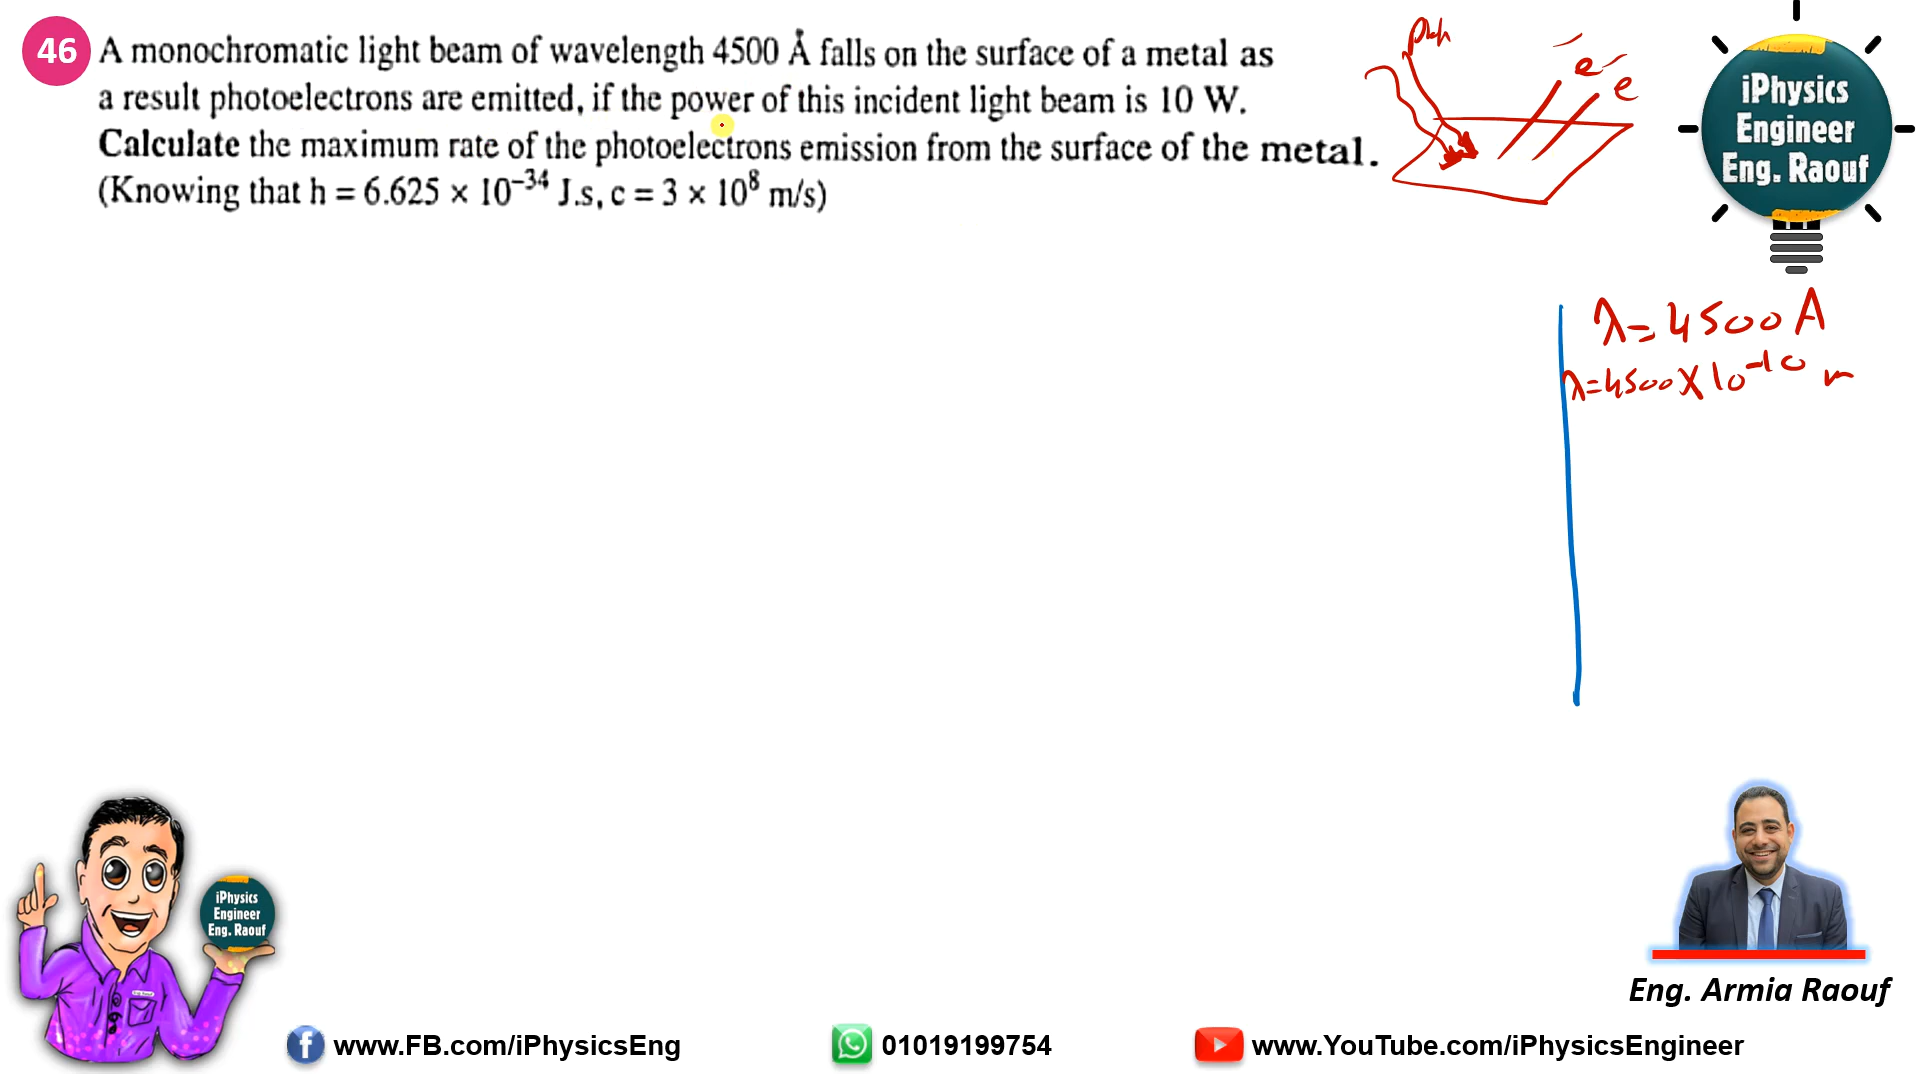 46
A monochromatic light beam of wavelength 4500 Å falls on the surface of a metal as
a result photoelectrons are emitted, if the power of this incident light beam is 10 W.
Calculate the maximum rate of the photoelectrons emission from the surface of the metal.
(Knowing that h = 6.625 × 10⁻³⁴ J.s, c = 3 × 10⁸ m/s)
e⁻
e
iPhysics
Engineer
Eng. Raouf
λ = 4500 A
λ = 4500 × 10⁻¹⁰ m
iPhysics
Engineer
Eng. Raouf
Eng. Armia Raouf
www.FB.com/iPhysicsEng
01019199754
www.YouTube.com/iPhysicsEngineer